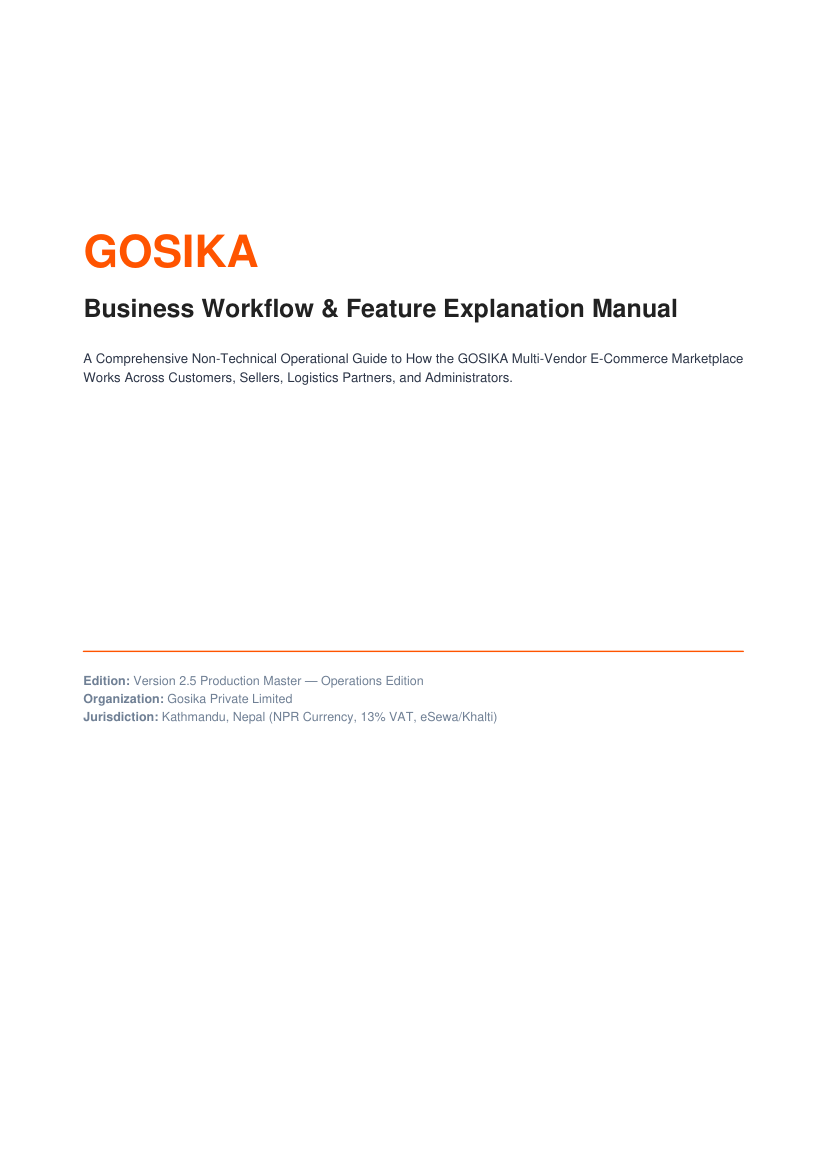 GOSIKA
Business Workflow & Feature Explanation Manual
A Comprehensive Non-Technical Operational Guide to How the GOSIKA Multi-Vendor E-Commerce Marketplace
Works Across Customers, Sellers, Logistics Partners, and Administrators.
Edition: Version 2.5 Production Master — Operations Edition
Organization: Gosika Private Limited
Jurisdiction: Kathmandu, Nepal (NPR Currency, 13% VAT, eSewa/Khalti)